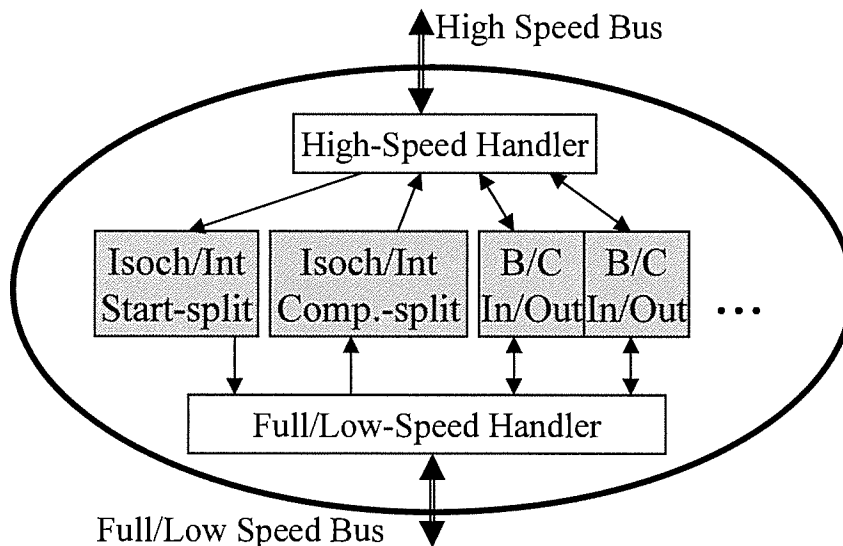 High Speed Bus
High-Speed Handler
Isoch/Int
Start-split
Isoch/Int
Comp.-split
B/C
In/Out
B/C
In/Out
...
Full/Low-Speed Handler
Full/Low Speed Bus